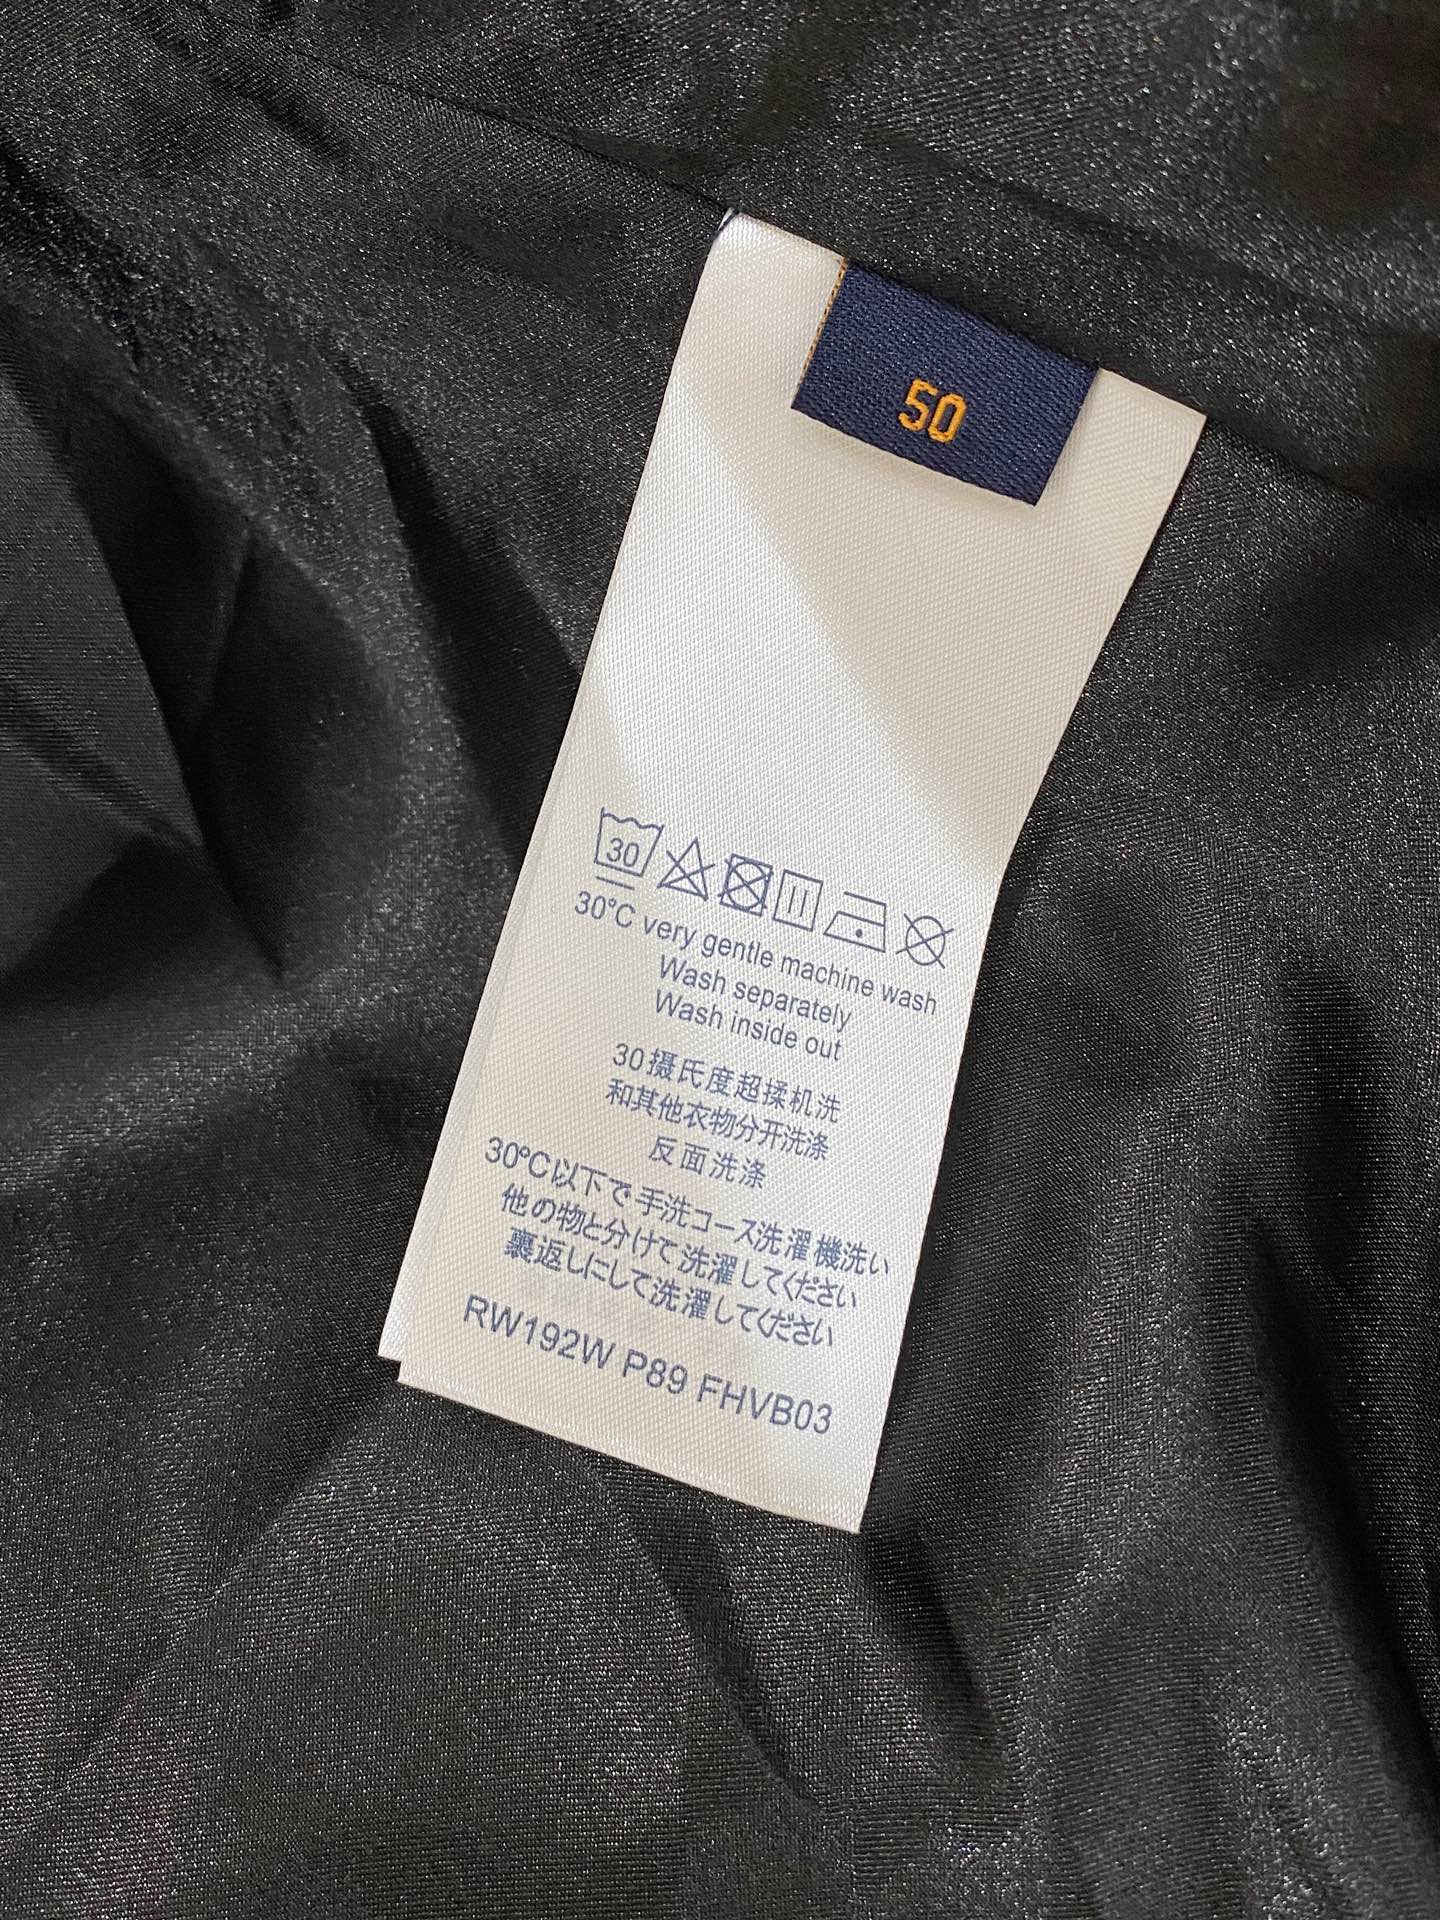 50
30
30°C very gentle machine wash
Wash separately
Wash inside out
30摄氏度超揉机洗
和其他衣物分开洗涤
反面洗涤
30°C以下で手洗コース洗濯機洗い
他の物と分けて洗濯してください
裏返しにして洗濯してください
RW192W P89 FHVB03